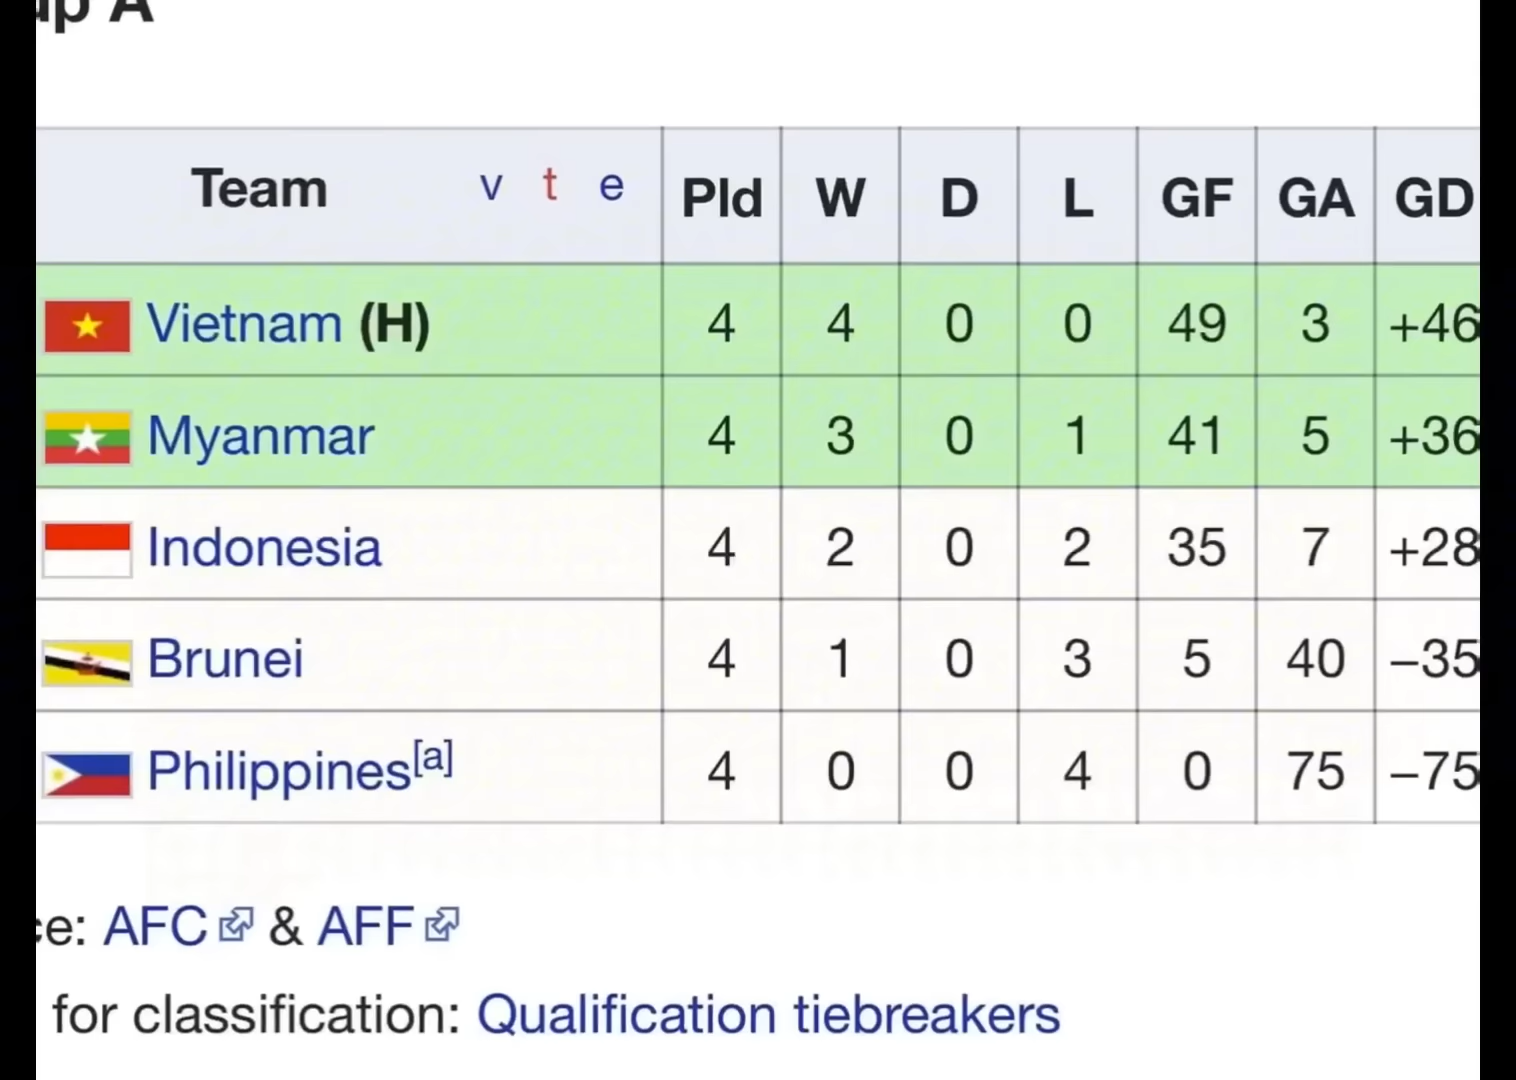 up A
Team v t e Pld W D L GF GA GD
Vietnam (H) 4 4 0 0 49 3 +46
Myanmar 4 3 0 1 41 5 +36
Indonesia 4 2 0 2 35 7 +28
Brunei 4 1 0 3 5 40 −35
Philippines[a] 4 0 0 4 0 75 −75
ce: AFC & AFF
for classification: Qualification tiebreakers